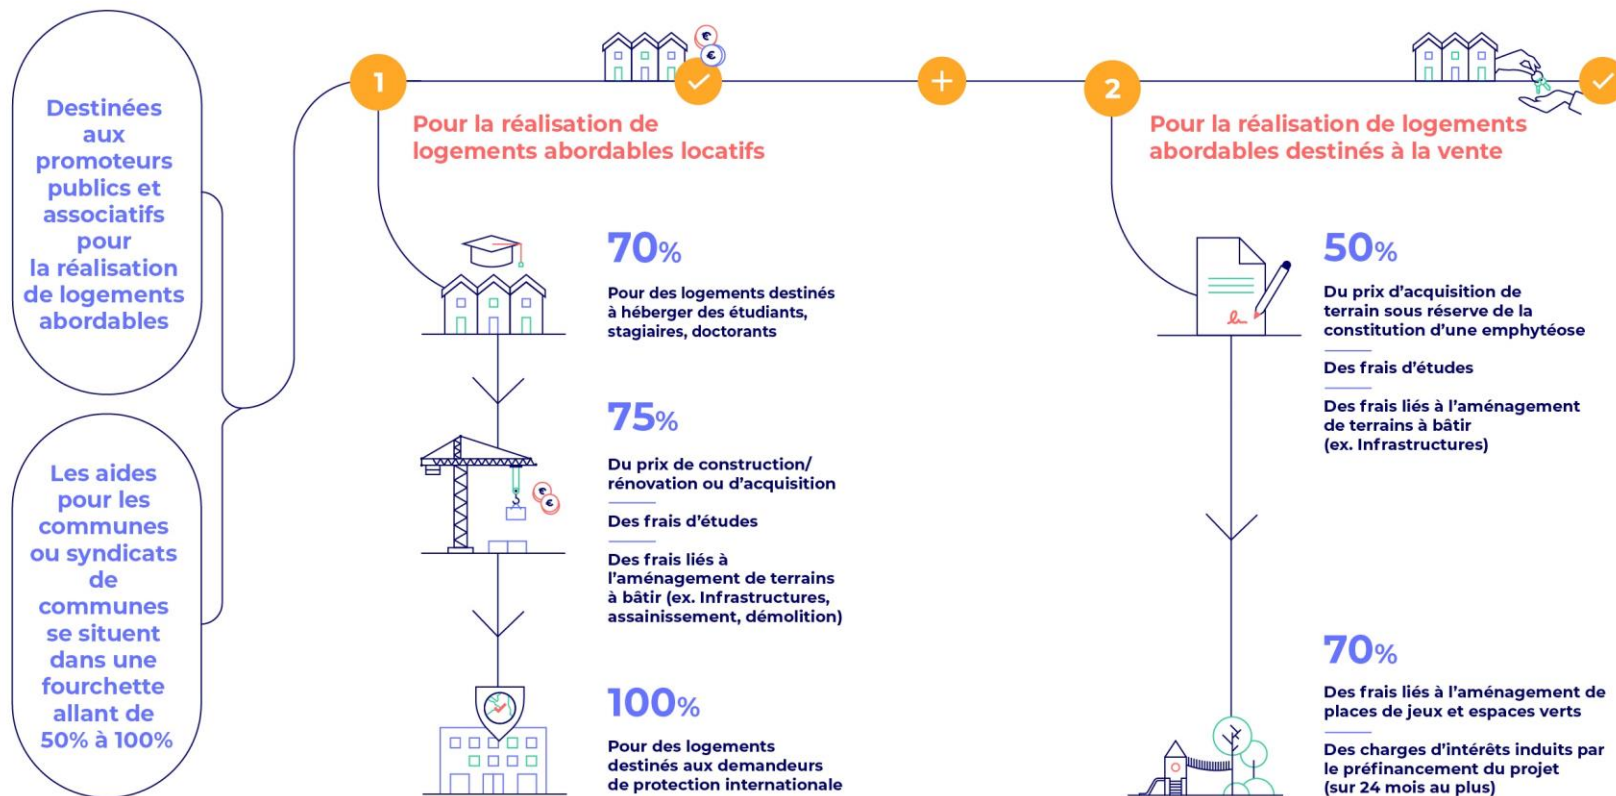 Destinées
aux
promoteurs
publics et
associatifs
pour
la réalisation
de logements
abordables
Les aides
pour les
communes
ou syndicats
de
communes
se situent
dans une
fourchette
allant de
50% à 100%
1
Pour la réalisation de
logements abordables locatifs
70%
Pour des logements destinés
à héberger des étudiants,
stagiaires, doctorants
75%
Du prix de construction/
rénovation ou d’acquisition
Des frais d’études
Des frais liés à
l’aménagement de terrains
à bâtir (ex. Infrastructures,
assainissement, démolition)
100%
Pour des logements
destinés aux demandeurs
de protection internationale
+
2
Pour la réalisation de logements
abordables destinés à la vente
50%
Du prix d’acquisition de
terrain sous réserve de la
constitution d’une emphytéose
Des frais d’études
Des frais liés à l’aménagement
de terrains à bâtir
(ex. Infrastructures)
70%
Des frais liés à l’aménagement de
places de jeux et espaces verts
Des charges d’intérêts induits par
le préfinancement du projet
(sur 24 mois au plus)